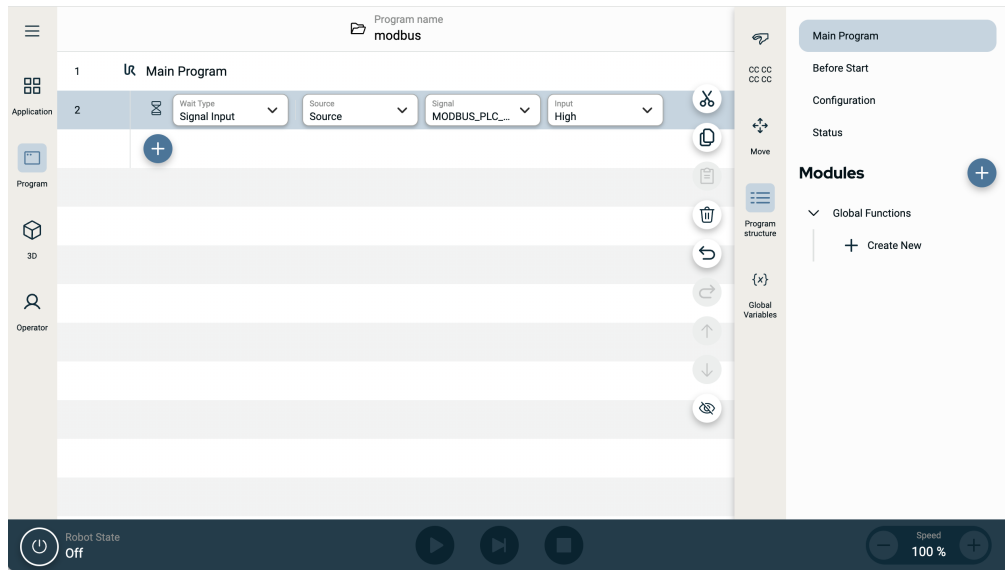 Program name
modbus
Application
Program
3D
Operator
1 Main Program
2
Wait Type
Signal Input
Source
Source
Signal
MODBUS_PLC_...
Input
High
CC CC
CC CC
Move
Program
structure
{x}
Global
Variables
Main Program
Before Start
Configuration
Status
Modules
Global Functions
Create New
Robot State
Off
Speed
100 %